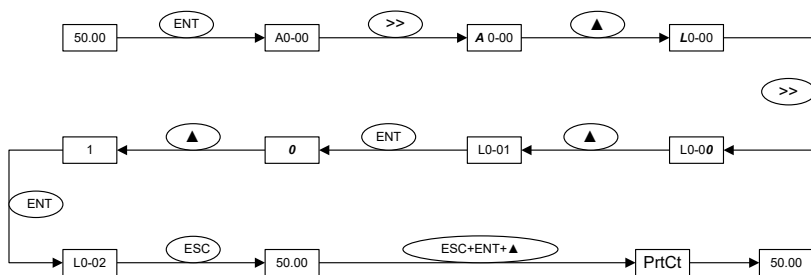 50.00 ENT A0-00 >> A 0-00 ▲ L0-00
>>
1 ▲ 0 ENT L0-01 ▲ L0-00
ENT
L0-02 ESC 50.00 ESC+ENT+▲ PrtCt 50.00